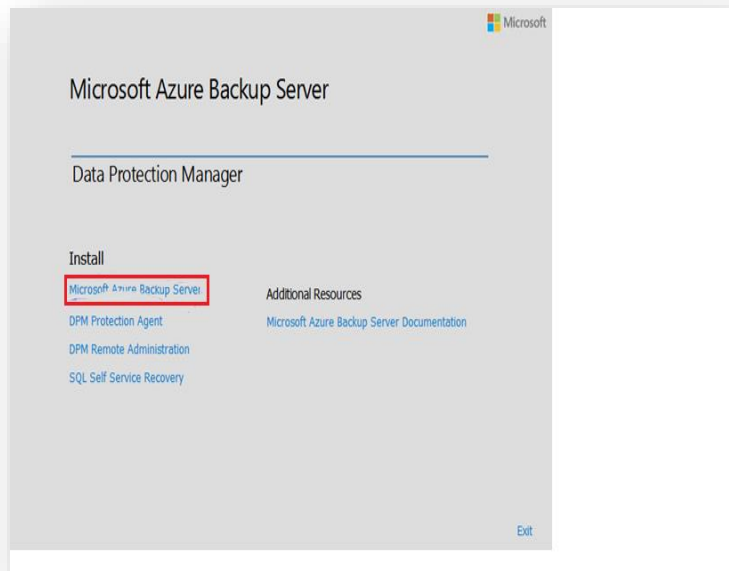 Microsoft
Microsoft Azure Backup Server
Data Protection Manager
Install
Microsoft Azure Backup Server
Additional Resources
DPM Protection Agent
Microsoft Azure Backup Server Documentation
DPM Remote Administration
SQL Self Service Recovery
Exit